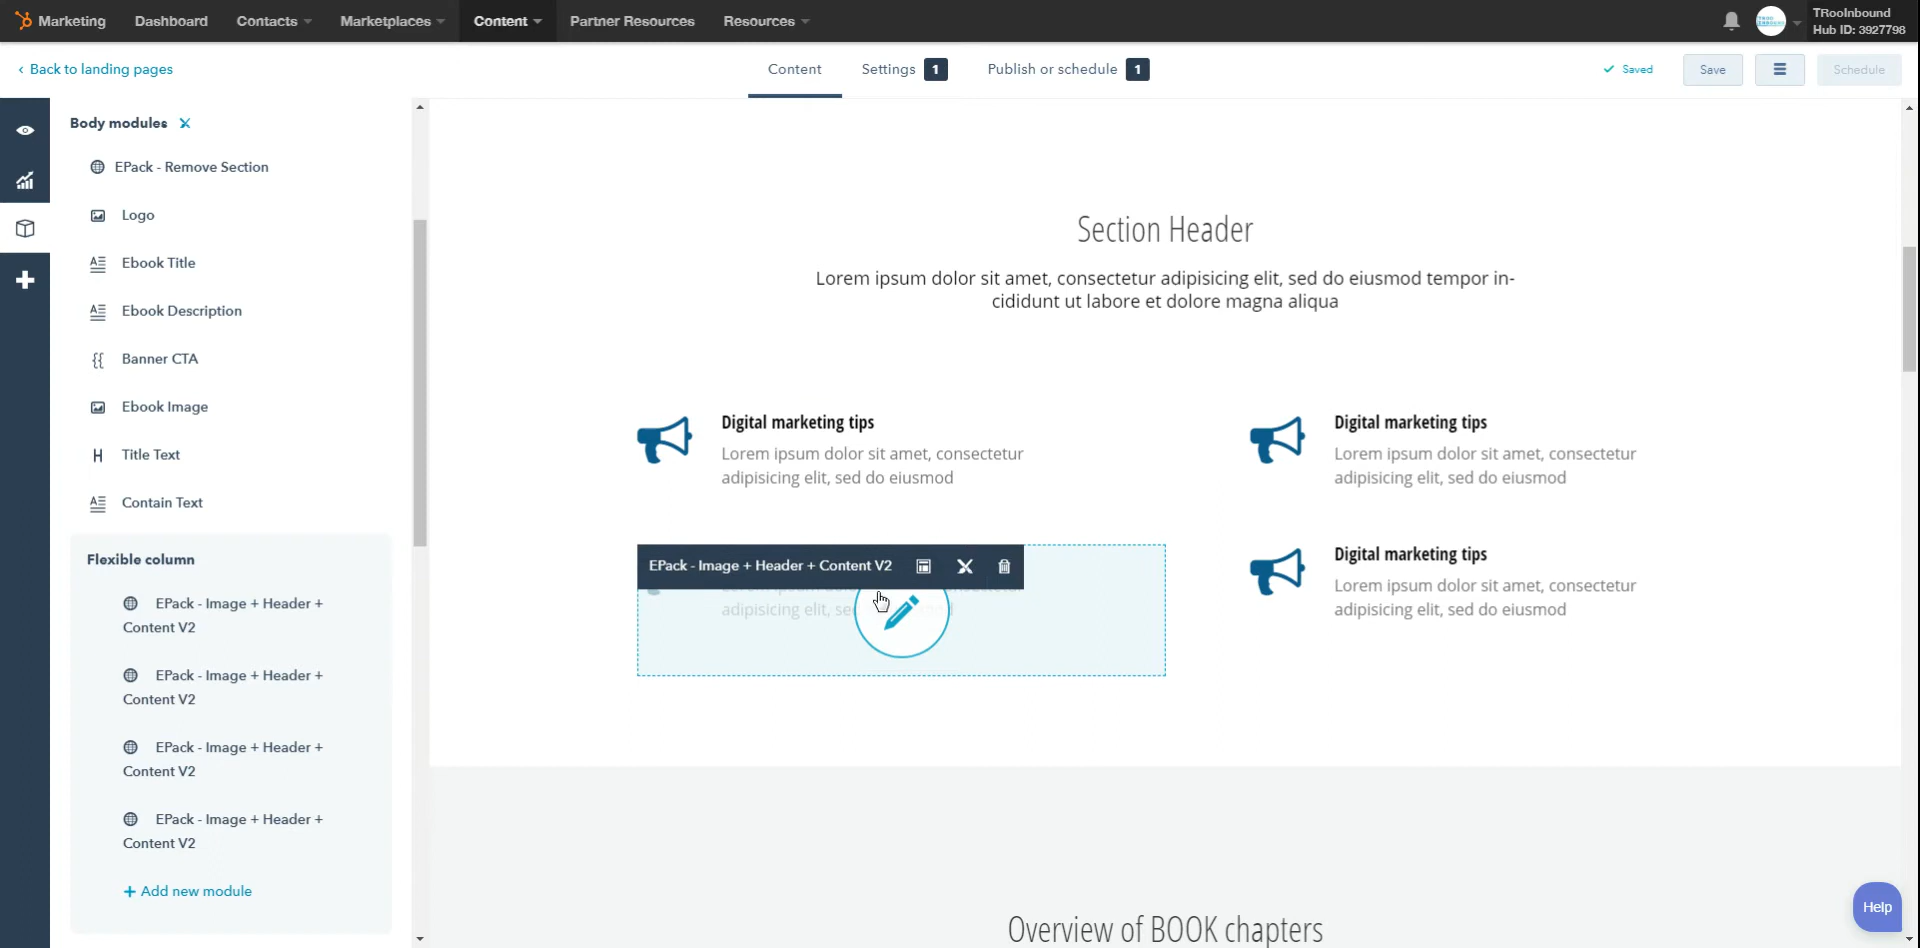 Marketing
Dashboard
Contacts
Marketplaces
Content
Partner Resources
Resources
TRooInbound
Hub ID: 3927798
‹ Back to landing pages
Content
Settings 1
Publish or schedule 1
Saved
Save
Schedule
Body modules
EPack - Remove Section
Logo
Ebook Title
Ebook Description
Banner CTA
Ebook Image
Title Text
Contain Text
Flexible column
EPack - Image + Header +
Content V2
EPack - Image + Header +
Content V2
EPack - Image + Header +
Content V2
EPack - Image + Header +
Content V2
+ Add new module
Section Header
Lorem ipsum dolor sit amet, consectetur adipisicing elit, sed do eiusmod tempor in-
cididunt ut labore et dolore magna aliqua
Digital marketing tips
Lorem ipsum dolor sit amet, consectetur
adipisicing elit, sed do eiusmod
Digital marketing tips
Lorem ipsum dolor sit amet, consectetur
adipisicing elit, sed do eiusmod
EPack - Image + Header + Content V2
adipisicing elit, sed
Digital marketing tips
Lorem ipsum dolor sit amet, consectetur
adipisicing elit, sed do eiusmod
Overview of BOOK chapters
Help